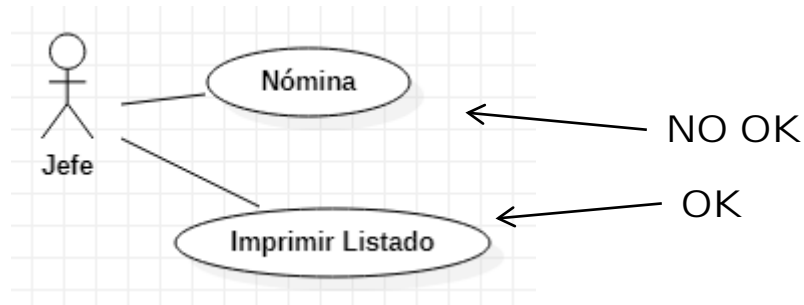 Nómina
NO OK
Jefe
OK
Imprimir Listado